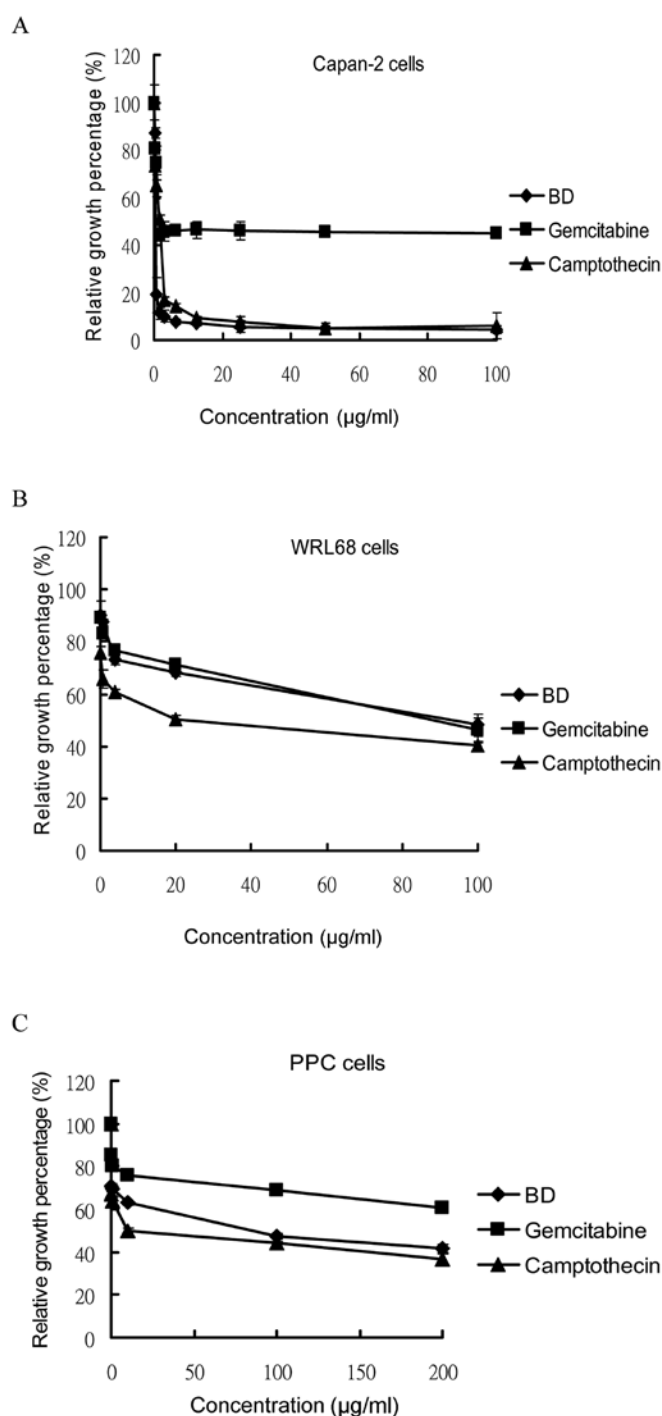 A
Capan-2 cells
Relative growth percentage (%)
120
100
80
60
40
20
0
0 20 40 60 80 100
Concentration (µg/ml)
BD
Gemcitabine
Camptothecin
B
WRL68 cells
Relative growth percentage (%)
120
100
80
60
40
20
0
0 20 40 60 80 100
Concentration (µg/ml)
BD
Gemcitabine
Camptothecin
C
PPC cells
Relative growth percentage (%)
120
100
80
60
40
20
0
0 50 100 150 200
Concentration (µg/ml)
BD
Gemcitabine
Camptothecin